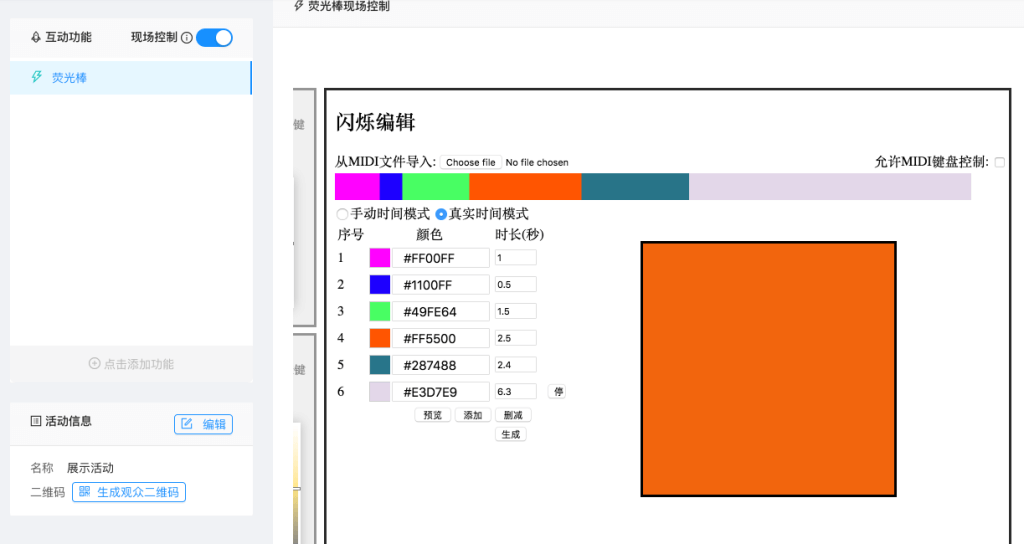 荧光棒现场控制
互动功能 现场控制
荧光棒
点击添加功能
活动信息 编辑
名称 展示活动
二维码 生成观众二维码
键
键
闪烁编辑
从MIDI文件导入: Choose file No file chosen 允许MIDI键盘控制:
手动时间模式 真实时间模式
序号 颜色 时长(秒)
1 #FF00FF 1
2 #1100FF 0.5
3 #49FE64 1.5
4 #FF5500 2.5
5 #287488 2.4
6 #E3D7E9 6.3 停
预览 添加 删减
生成